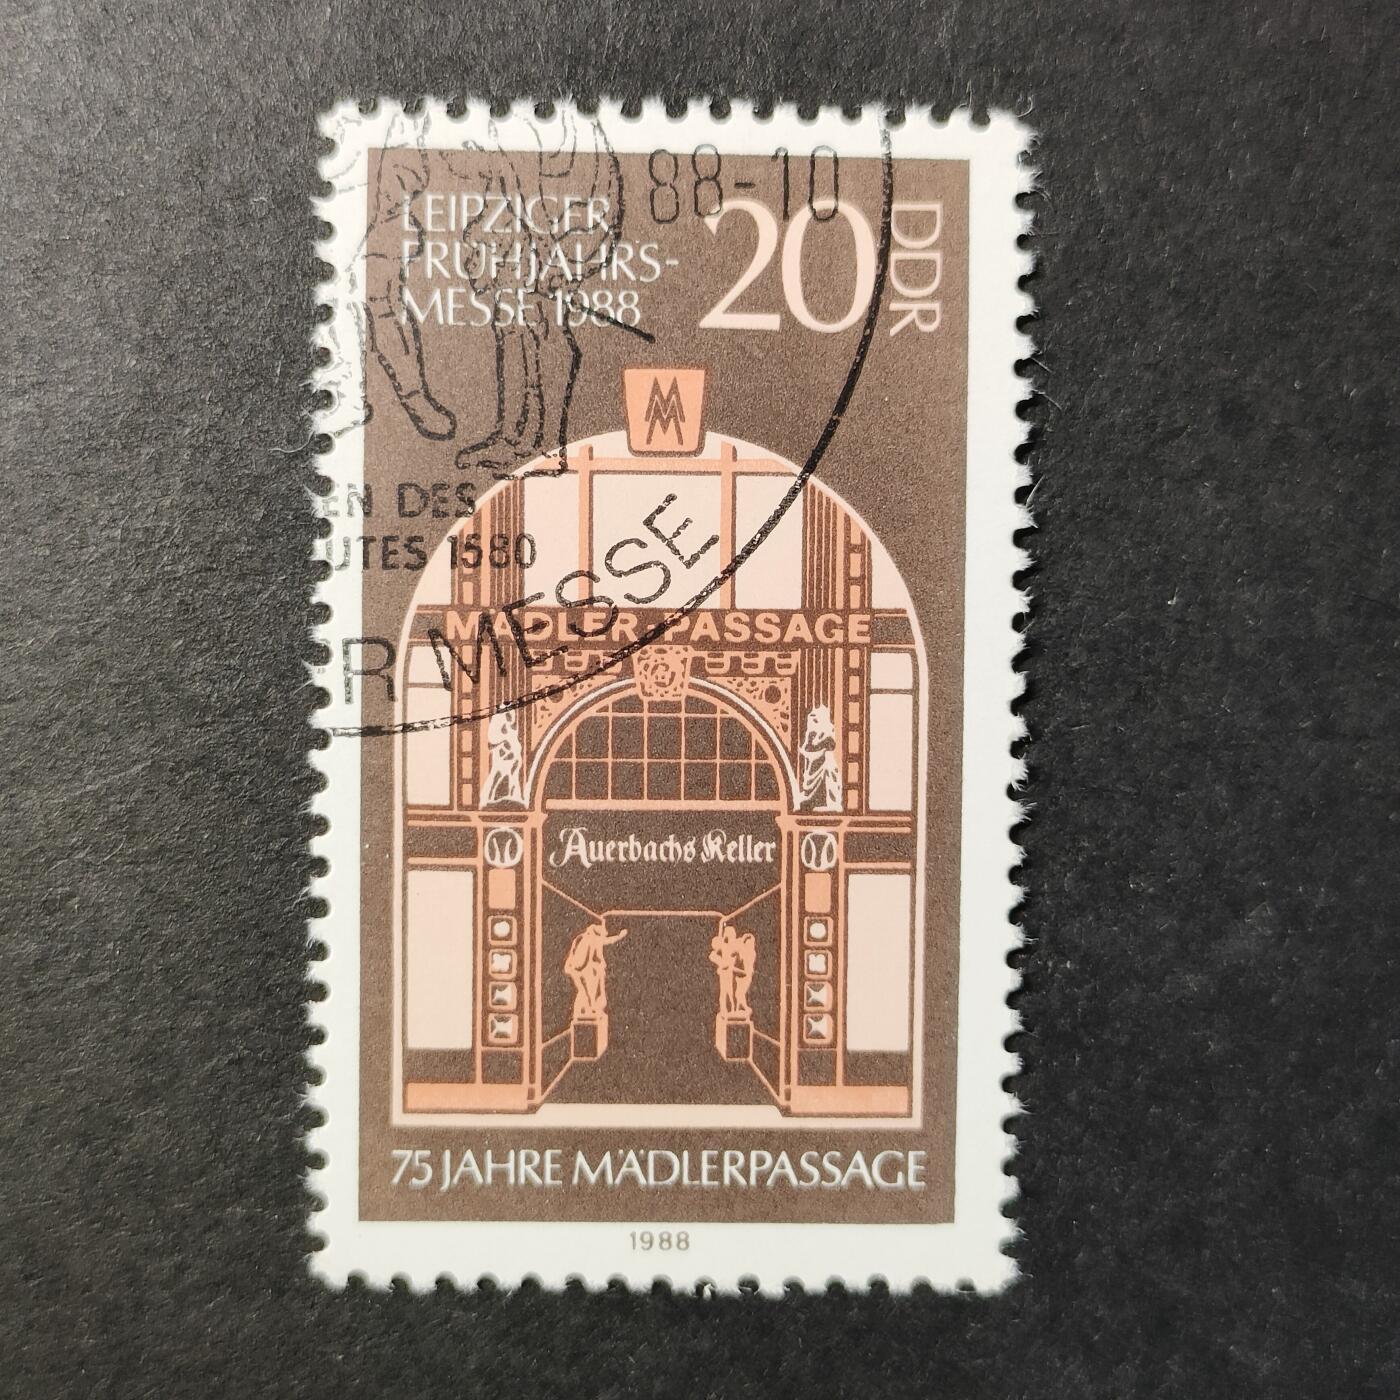 LEIPZIGER
FRÜHJAHRS-
MESSE 1988
88-10
20
DDR
MM
EN DES
UTES 1580
R MESSE
MÄDLER-PASSAGE
Auerbachs Keller
75 JAHRE MÄDLERPASSAGE
1988